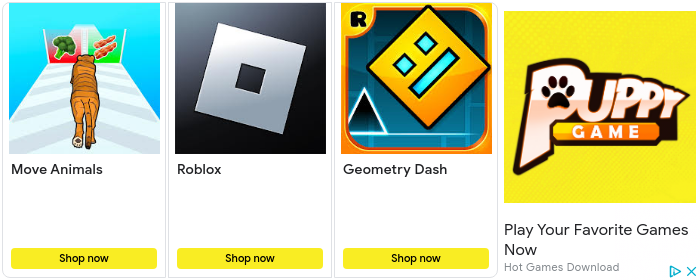 R
Move Animals
Shop now
Roblox
Shop now
Geometry Dash
Shop now
PUPPY
GAME
Play Your Favorite Games
Now
Hot Games Download